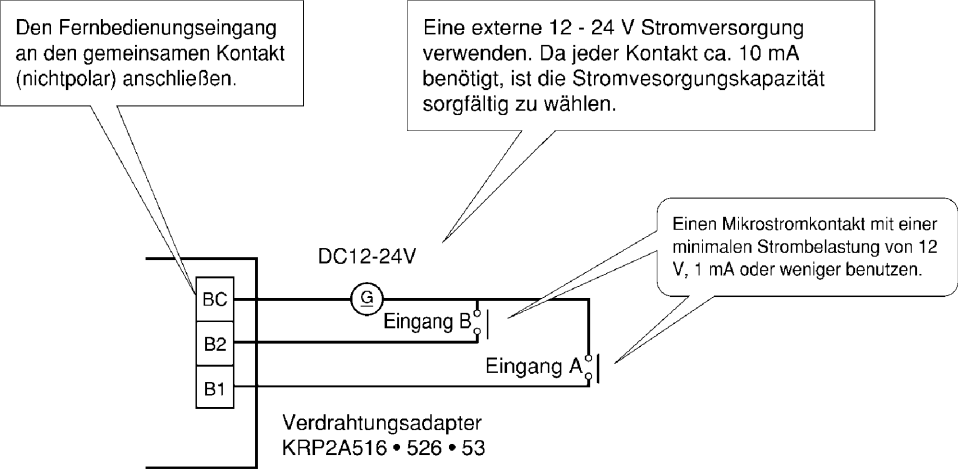 Den Fernbedienungseingang
an den gemeinsamen Kontakt
(nichtpolar) anschließen.
Eine externe 12 - 24 V Stromversorgung
verwenden. Da jeder Kontakt ca. 10 mA
benötigt, ist die Stromvesorgungskapazität
sorgfältig zu wählen.
Einen Mikrostromkontakt mit einer
minimalen Strombelastung von 12
V, 1 mA oder weniger benutzen.
DC12-24V
BC
G
Eingang B
B2
Eingang A
B1
Verdrahtungsadapter
KRP2A516 • 526 • 53